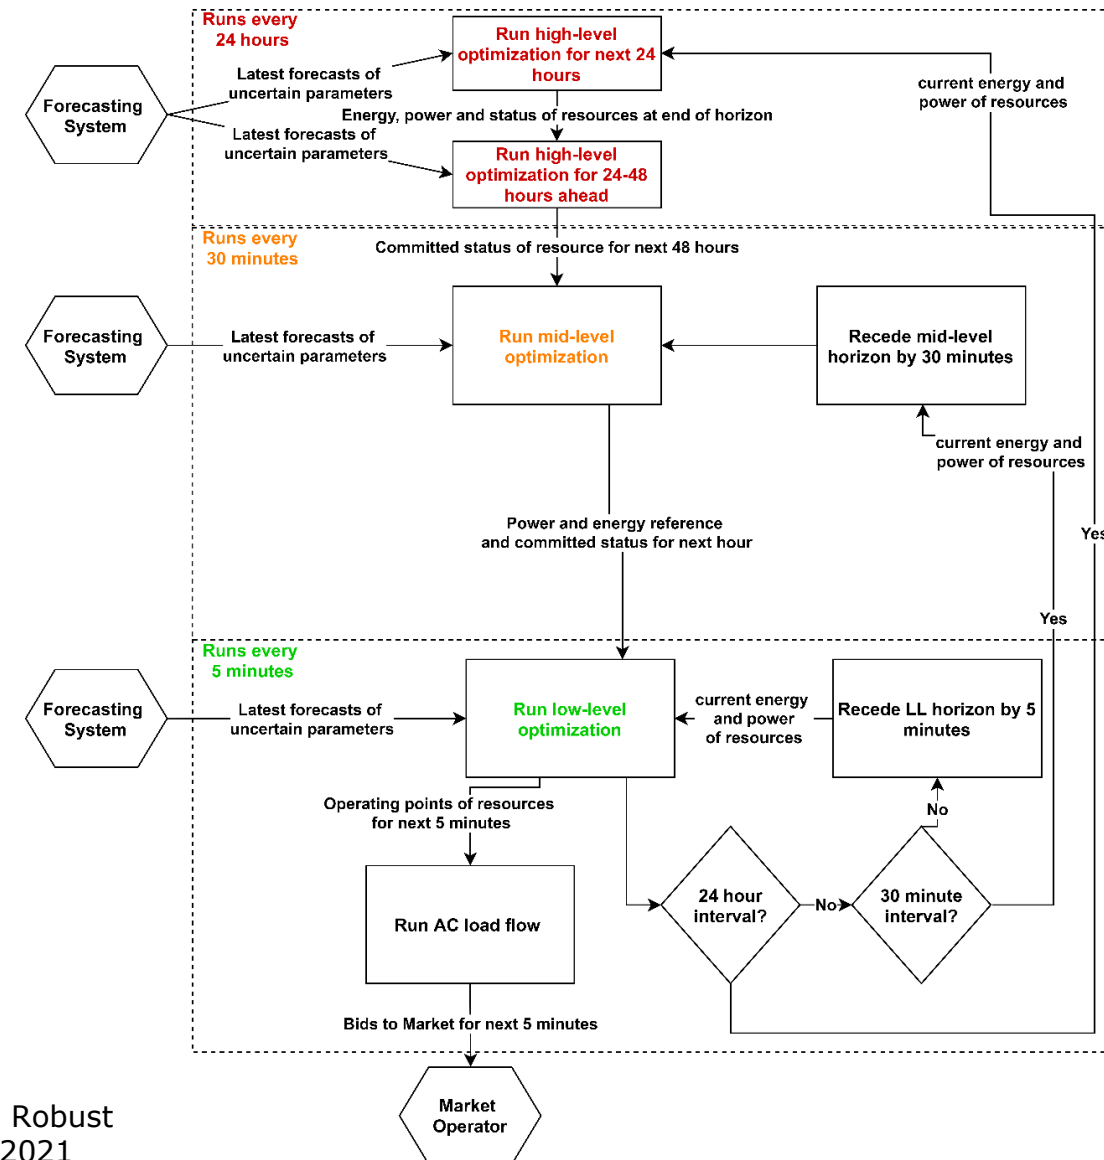 Runs every
24 hours
Run high-level
optimization for next 24
hours
Latest forecasts of
uncertain parameters
current energy and
power of resources
Forecasting
System
Energy, power and status of resources at end of horizon
Latest forecasts of
uncertain parameters
Run high-level
optimization for 24-48
hours ahead
Runs every
30 minutes
Committed status of resource for next 48 hours
Forecasting
System
Latest forecasts of
uncertain parameters
Run mid-level
optimization
Recede mid-level
horizon by 30 minutes
current energy and
power of resources
Power and energy reference
and committed status for next hour
Yes
Yes
Runs every
5 minutes
Forecasting
System
Latest forecasts of
uncertain parameters
Run low-level
optimization
current energy
and power
of resources
Recede LL horizon by 5
minutes
Operating points of resources
for next 5 minutes
No
Run AC load flow
24 hour
interval?
No
30 minute
interval?
Bids to Market for next 5 minutes
Market
Operator
Robust
2021